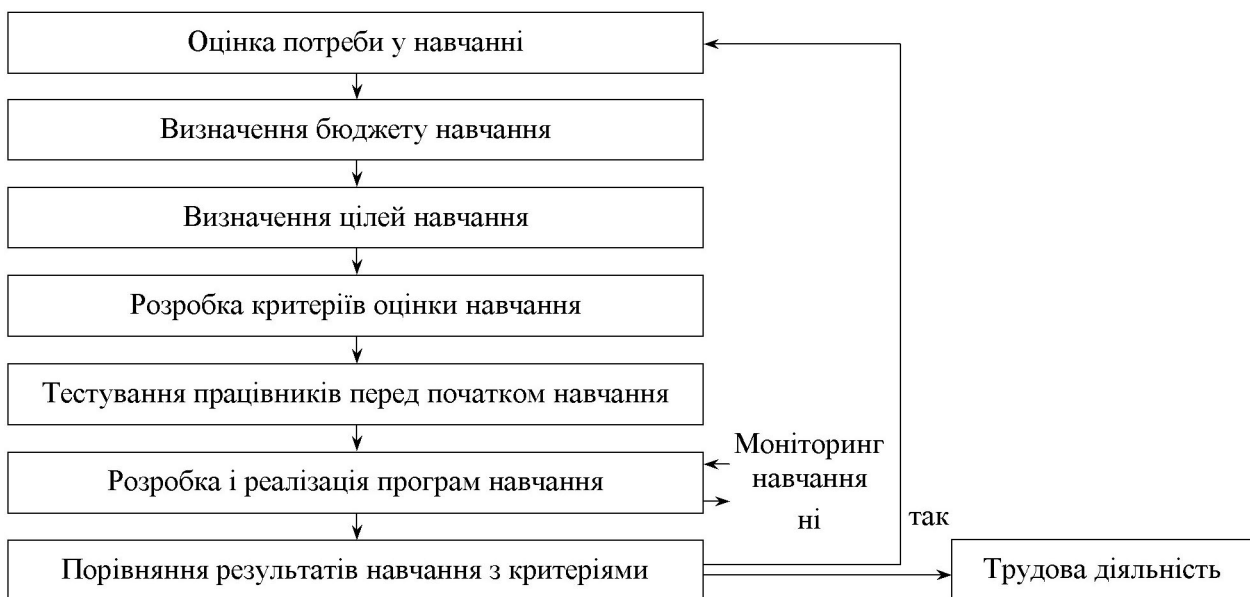 Оцінка потреби у навчанні
Визначення бюджету навчання
Визначення цілей навчання
Розробка критеріїв оцінки навчання
Тестування працівників перед початком навчання
Моніторинг
навчання
Розробка і реалізація програм навчання
ні
так
Порівняння результатів навчання з критеріями
Трудова діяльність